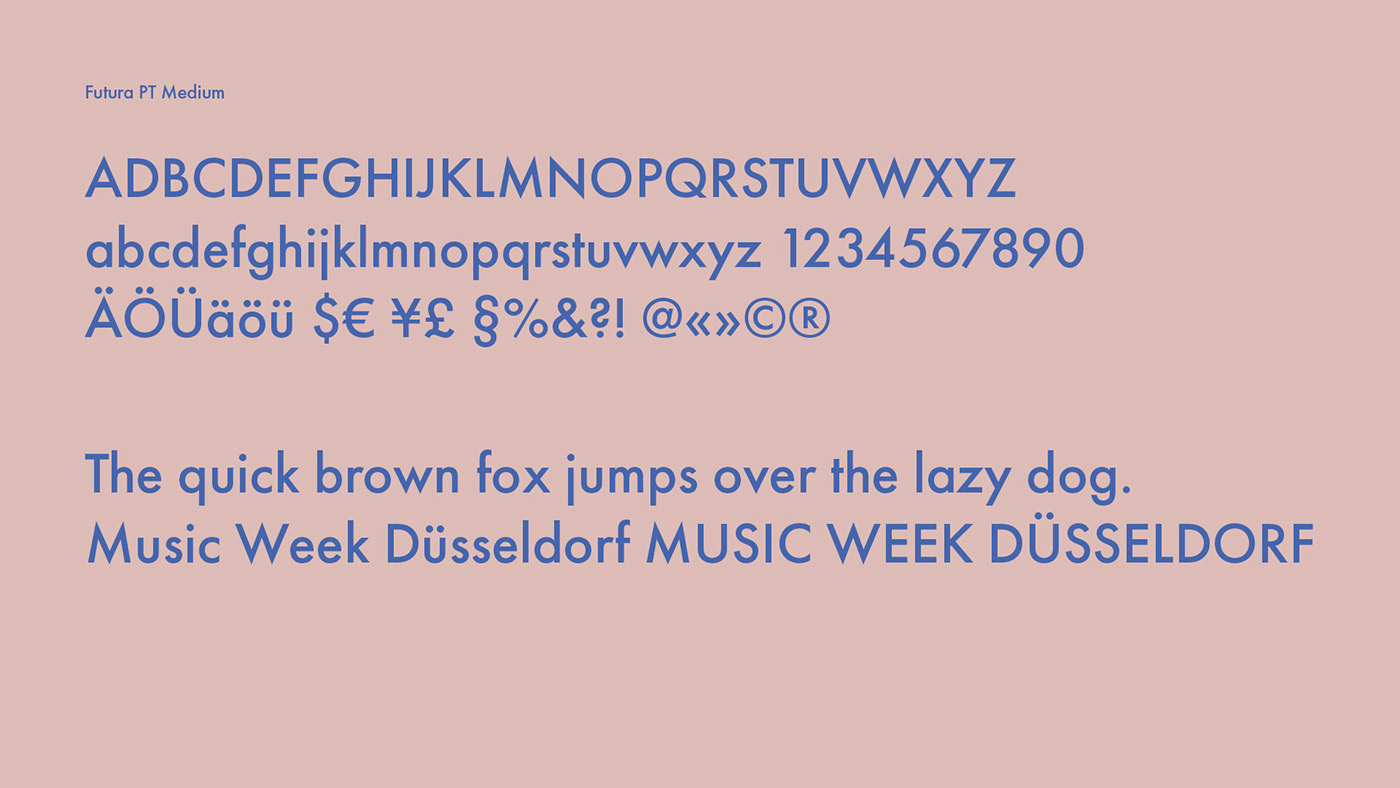 Futura PT Medium
ADBCDEFGHIJKLMNOPQRSTUVWXYZ
abcdefghijklmnopqrstuvwxyz 1234567890
ÄÖÜäöü $€ ¥£ §%&?! @«»©®
The quick brown fox jumps over the lazy dog.
Music Week Düsseldorf MUSIC WEEK DÜSSELDORF